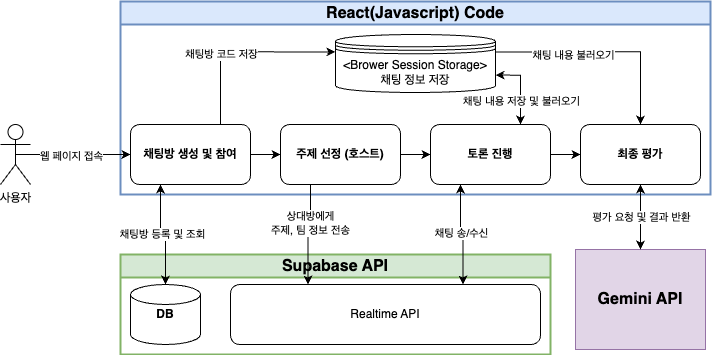 React(Javascript) Code
채팅방 코드 저장
<Brower Session Storage>
채팅 정보 저장
채팅 내용 불러오기
채팅 내용 저장 및 불러오기
사용자
웹 페이지 접속
채팅방 생성 및 참여
주제 선정 (호스트)
토론 진행
최종 평가
채팅방 등록 및 조회
상대방에게
주제, 팀 정보 전송
채팅 송/수신
평가 요청 및 결과 반환
Supabase API
DB
Realtime API
Gemini API